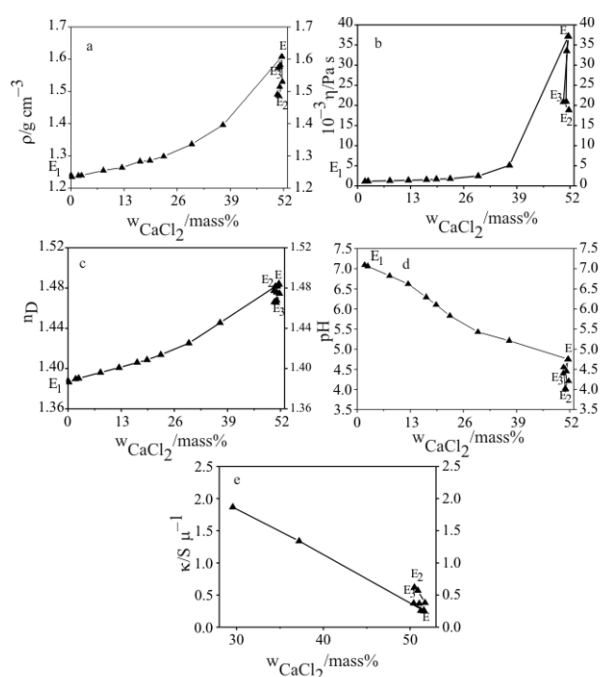 a
ρ/g cm−3
1.7
1.6
1.5
1.4
1.3
1.2
1.7
1.6
1.5
1.4
1.3
1.2
E1
E
E3
E2
0 13 26 39 52
wCaCl2/mass%
b
10−3 η/Pa s
40
35
30
25
20
15
10
5
0
40
35
30
25
20
15
10
5
0
E1
E
E3
E2
0 13 26 39 52
wCaCl2/mass%
c
nD
1.52
1.48
1.44
1.40
1.36
1.52
1.48
1.44
1.40
1.36
E1
E2
E
E3
0 13 26 39 52
wCaCl2/mass%
d
pH
7.5
7.0
6.5
6.0
5.5
5.0
4.5
4.0
3.5
7.5
7.0
6.5
6.0
5.5
5.0
4.5
4.0
3.5
E1
E
E3
E2
0 13 26 39 52
wCaCl2/mass%
e
κ/S μ−1
2.5
2.0
1.5
1.0
0.5
0.0
2.5
2.0
1.5
1.0
0.5
0.0
E2
E3
E
30 40 50
wCaCl2/mass%